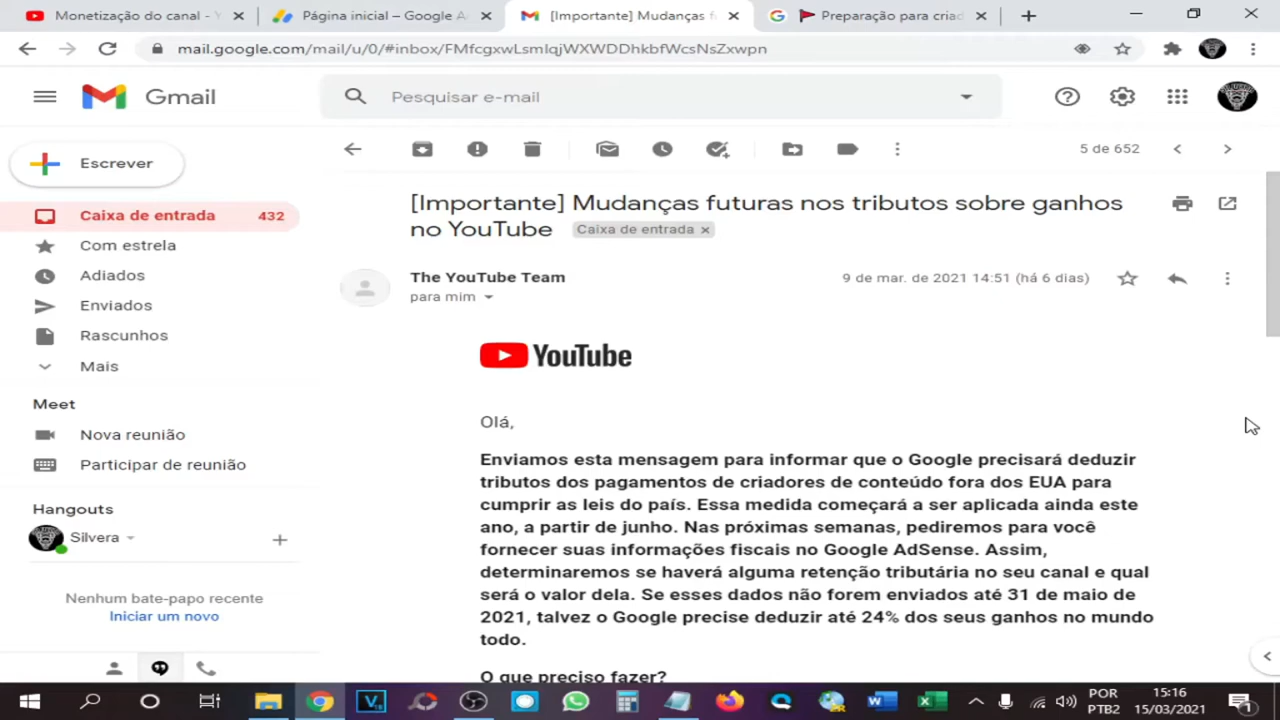 Monetização do canal - Y
Página inicial – Google A
[Importante] Mudanças f
Preparação para criad
mail.google.com/mail/u/0/#inbox/FMfcgxwLsmlqjWXWDDhkbfWcsNsZxwpn
Gmail
Pesquisar e-mail
Escrever
5 de 652
Caixa de entrada 432
Com estrela
Adiados
Enviados
Rascunhos
Mais
Meet
Nova reunião
Participar de reunião
Hangouts
Silvera
Nenhum bate-papo recente
Iniciar um novo
[Importante] Mudanças futuras nos tributos sobre ganhos
no YouTube Caixa de entrada x
The YouTube Team 9 de mar. de 2021 14:51 (há 6 dias)
para mim
YouTube
Olá,
Enviamos esta mensagem para informar que o Google precisará deduzir
tributos dos pagamentos de criadores de conteúdo fora dos EUA para
cumprir as leis do país. Essa medida começará a ser aplicada ainda este
ano, a partir de junho. Nas próximas semanas, pediremos para você
fornecer suas informações fiscais no Google AdSense. Assim,
determinaremos se haverá alguma retenção tributária no seu canal e qual
será o valor dela. Se esses dados não forem enviados até 31 de maio de
2021, talvez o Google precise deduzir até 24% dos seus ganhos no mundo
todo.
O que preciso fazer?
POR
PTB2
15:16
15/03/2021
1